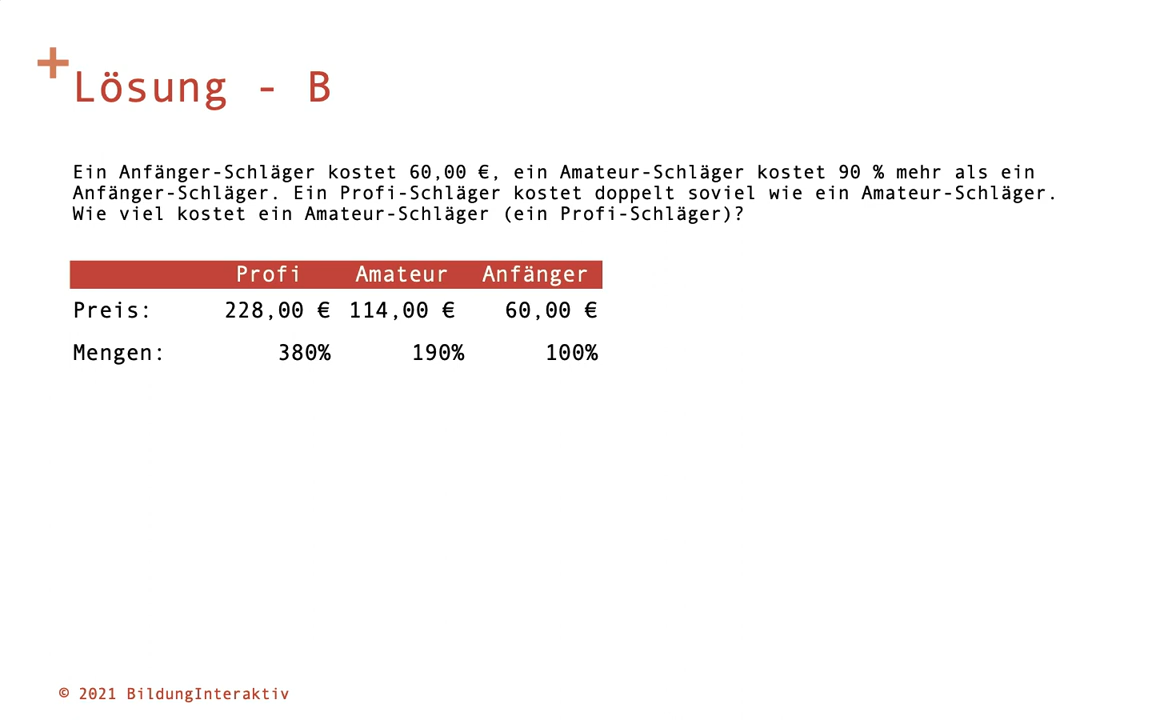 +
Lösung - B
Ein Anfänger-Schläger kostet 60,00 €, ein Amateur-Schläger kostet 90 % mehr als ein
Anfänger-Schläger. Ein Profi-Schläger kostet doppelt soviel wie ein Amateur-Schläger.
Wie viel kostet ein Amateur-Schläger (ein Profi-Schläger)?
Profi Amateur Anfänger
Preis: 228,00 € 114,00 € 60,00 €
Mengen: 380% 190% 100%
© 2021 BildungInteraktiv